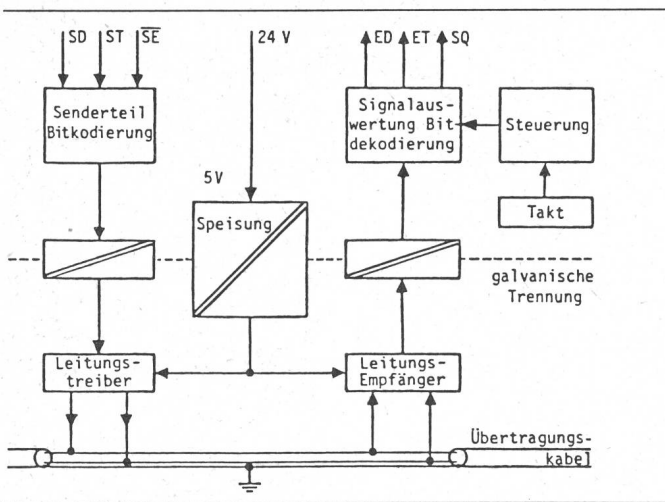 SD ST S̅E̅ 24 V ED ET SQ
Senderteil
Bitkodierung
Signalaus-
wertung Bit
dekodierung
Steuerung
5V
Takt
Speisung
galvanische
Trennung
Leitungs-
treiber
Leitungs-
Empfänger
Übertragungs-
kabel